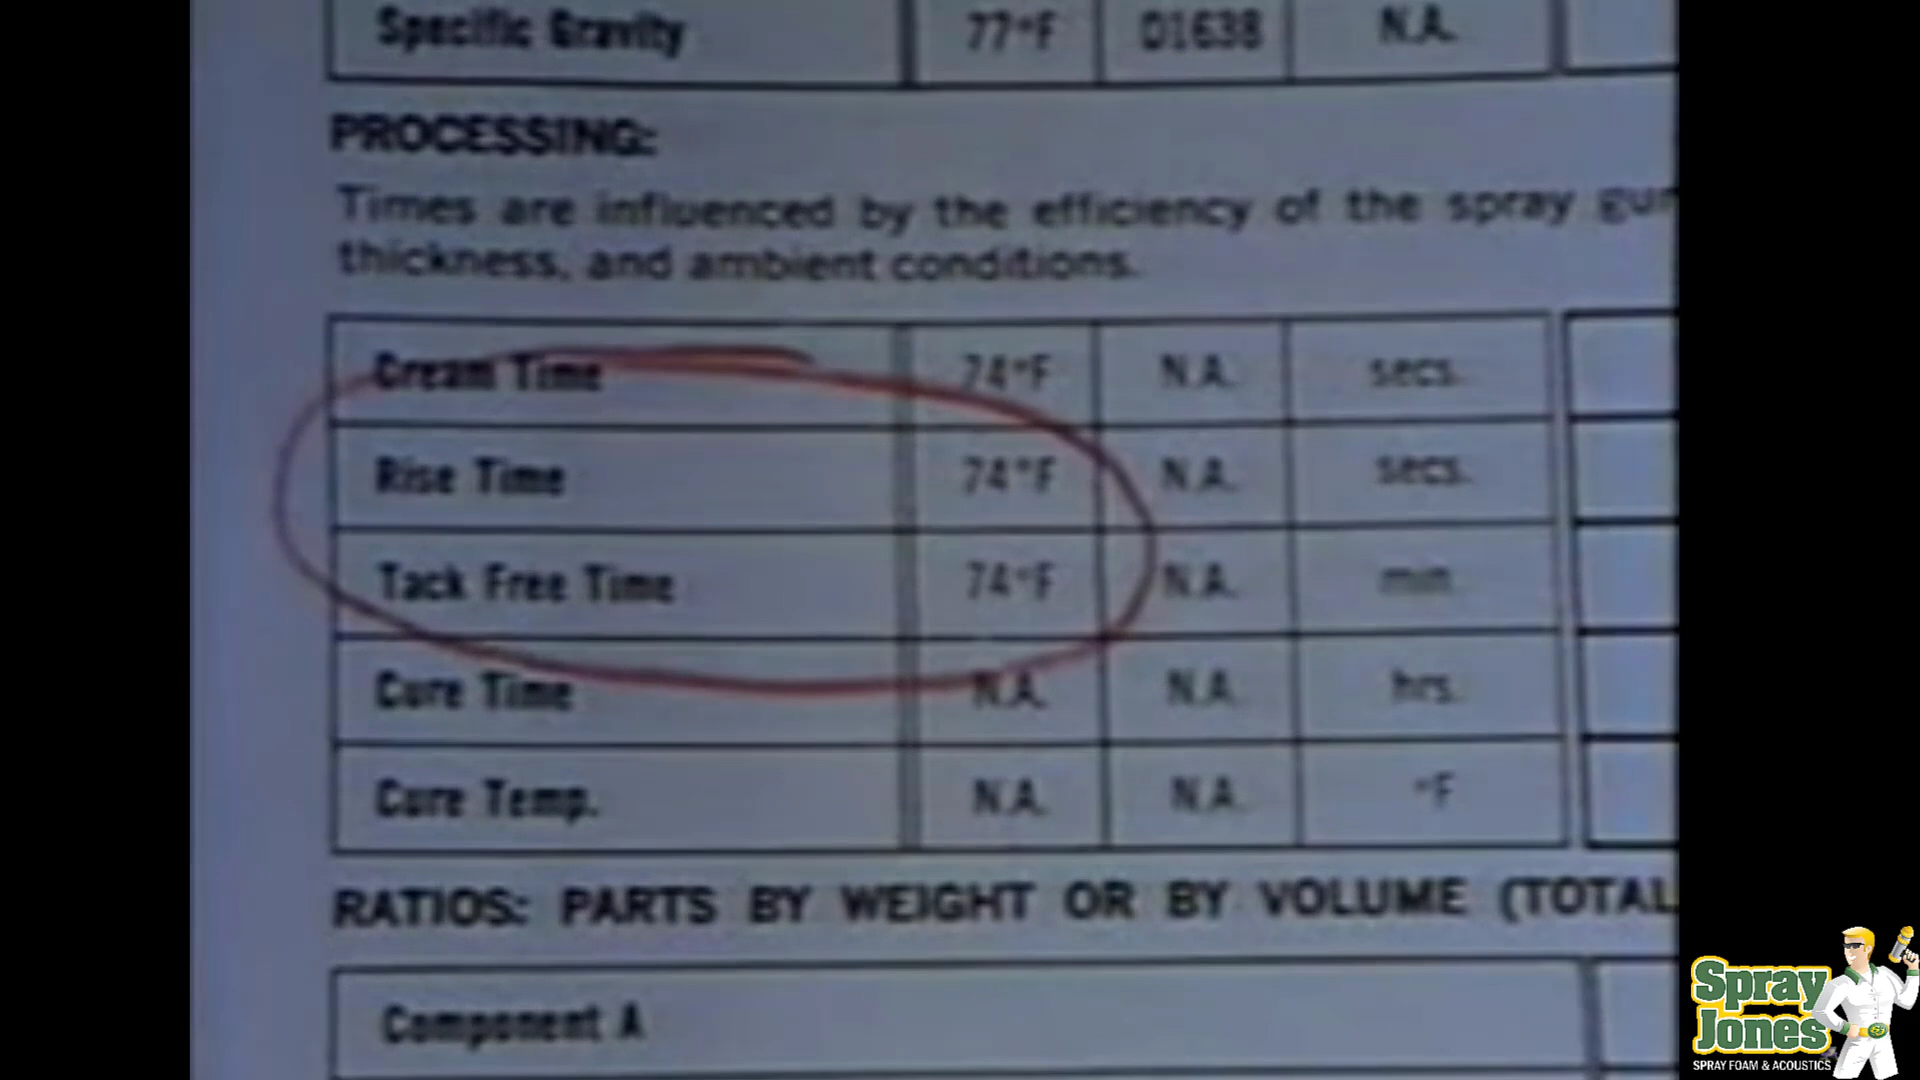 Specific Gravity 77°F D1638 N.A.
PROCESSING:
Times are influenced by the efficiency of the spray gun
thickness, and ambient conditions.
Cream Time 74°F N.A. secs.
Rise Time 74°F N.A. secs.
Tack Free Time 74°F N.A. min.
Cure Time N.A. N.A. hrs.
Cure Temp. N.A. N.A. °F
RATIOS: PARTS BY WEIGHT OR BY VOLUME (TOTAL
Component A
Spray
Jones
SPRAY FOAM & ACOUSTICS